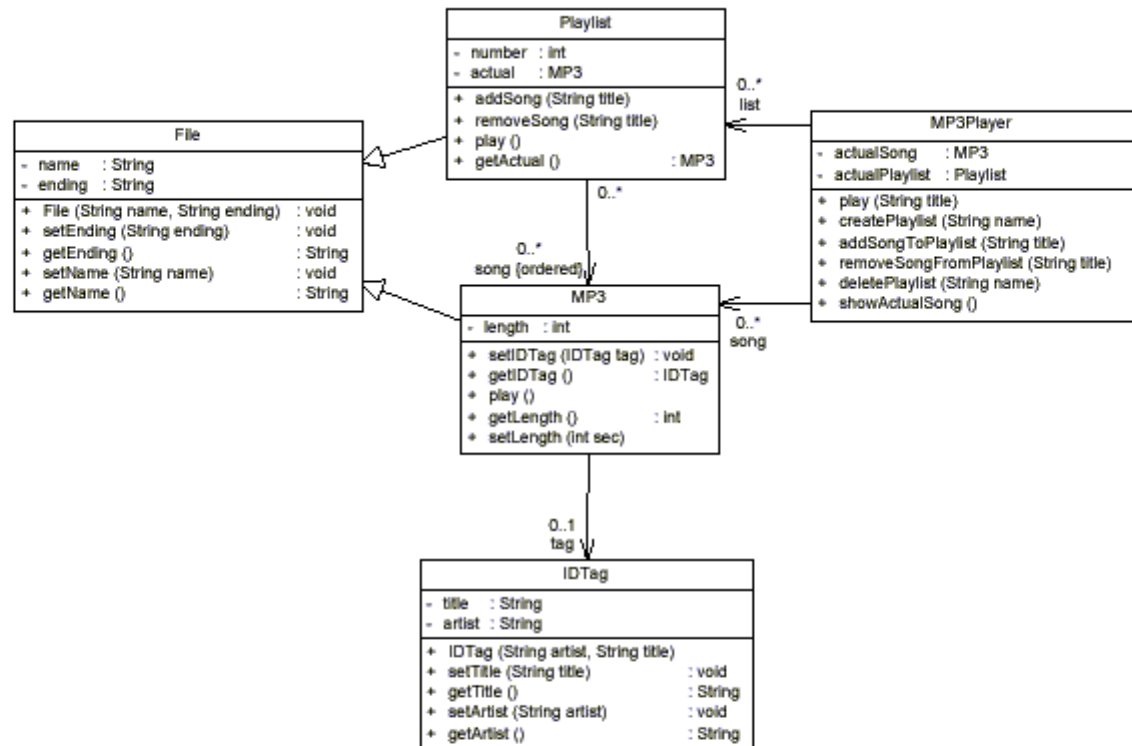 Playlist
- number : int
- actual : MP3
+ addSong (String title)
+ removeSong (String title)
+ play ()
+ getActual () : MP3
0..*
list
MP3Player
- actualSong : MP3
- actualPlaylist : Playlist
+ play (String title)
+ createPlaylist (String name)
+ addSongToPlaylist (String title)
+ removeSongFromPlaylist (String title)
+ deletePlaylist (String name)
+ showActualSong ()
File
- name : String
- ending : String
+ File (String name, String ending) : void
+ setEnding (String ending) : void
+ getEnding () : String
+ setName (String name) : void
+ getName () : String
0..*
0..*
song {ordered}
MP3
- length : int
+ setIDTag (IDTag tag) : void
+ getIDTag () : IDTag
+ play ()
+ getLength () : int
+ setLength (int sec)
0..*
song
0..1
tag
IDTag
- title : String
- artist : String
+ IDTag (String artist, String title)
+ setTitle (String title) : void
+ getTitle () : String
+ setArtist (String artist) : void
+ getArtist () : String